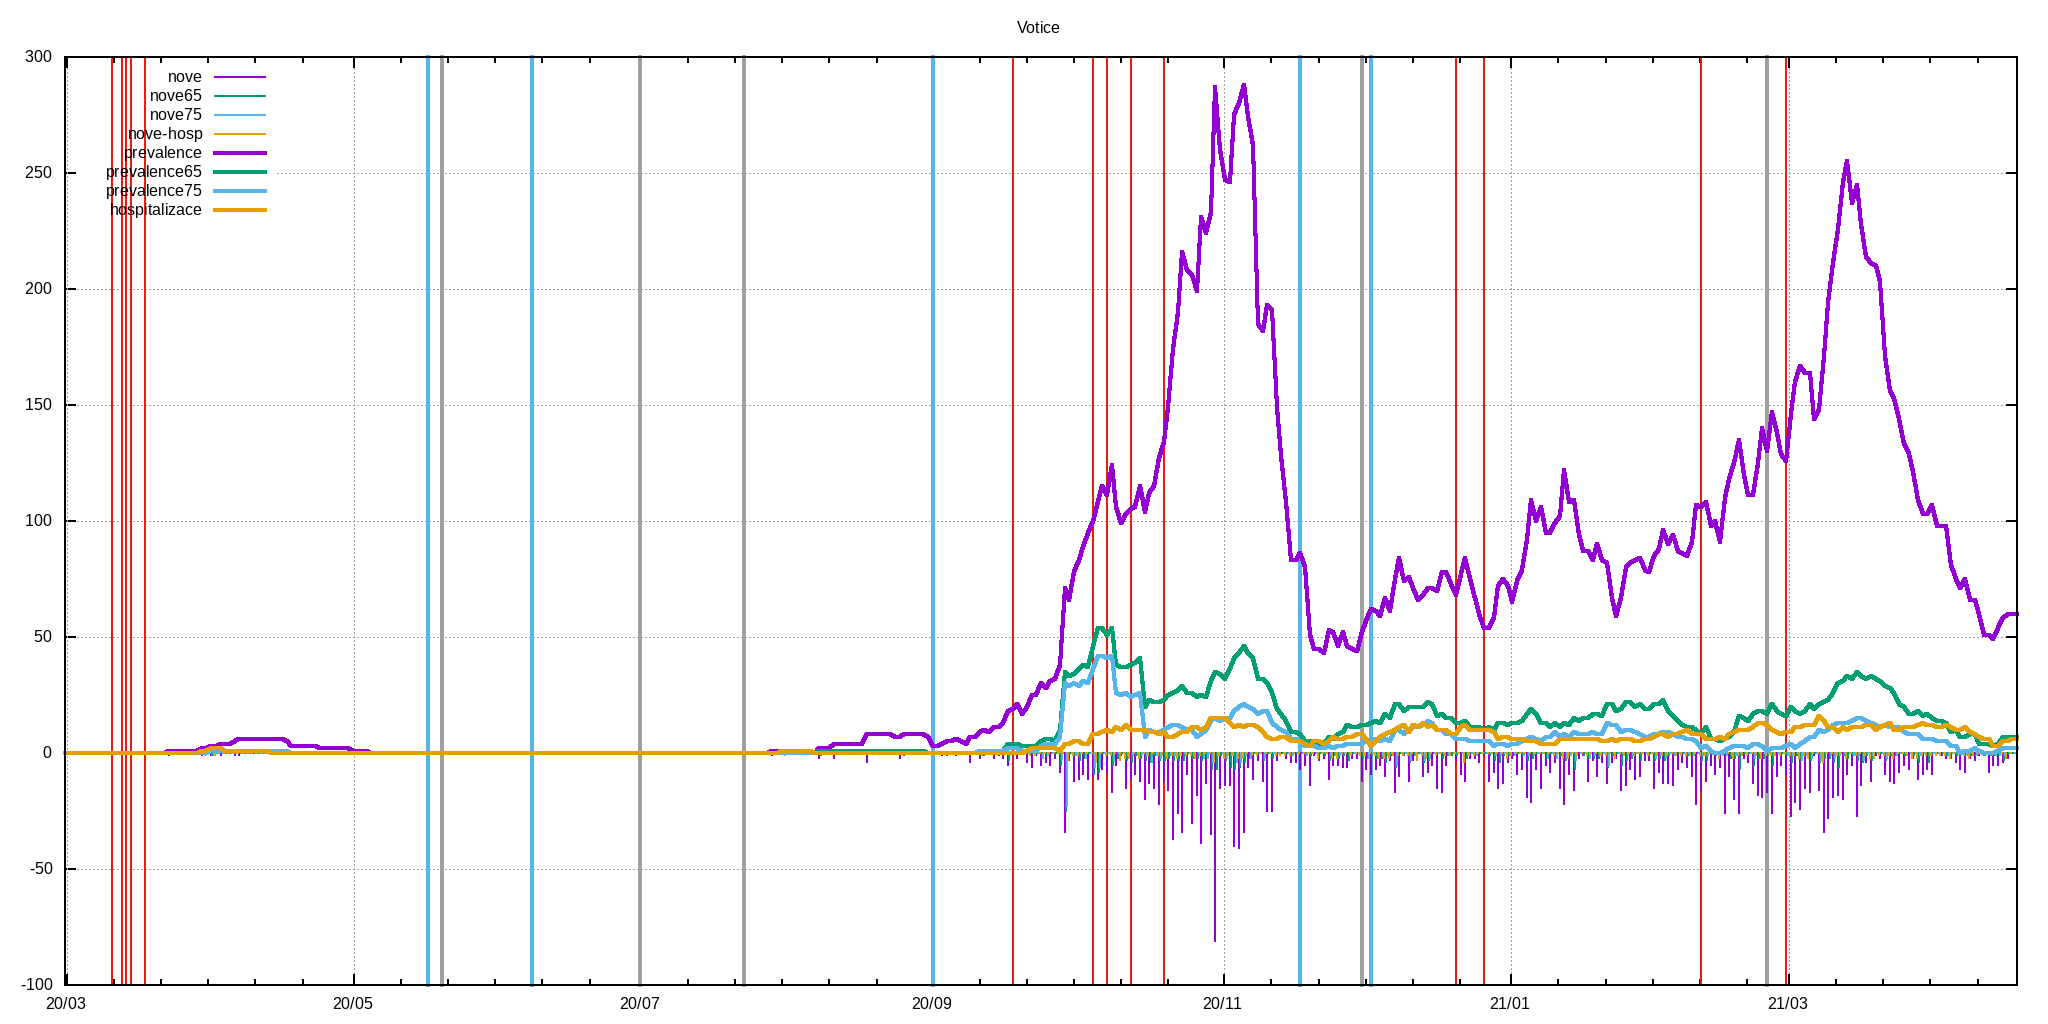 Votice
300
250
200
150
100
50
0
-50
-100
nove
nove65
nove75
nove-hosp
prevalence
prevalence65
prevalence75
hospitalizace
20/03
20/05
20/07
20/09
20/11
21/01
21/03